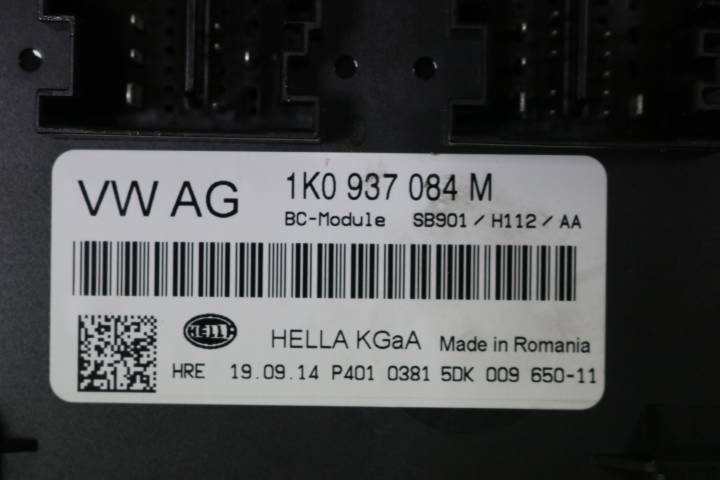 VW AG 1K0 937 084 M
BC-Module SB901 / H112 / AA
HELLA
HELLA KGaA Made in Romania
HRE 19.09.14 P401 0381 5DK 009 650-11